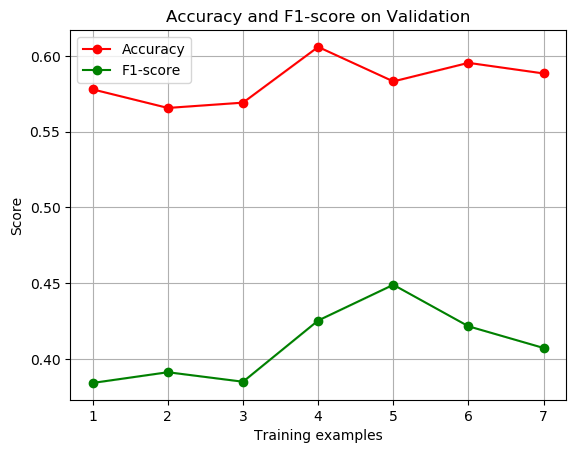 Accuracy and F1-score on Validation
Accuracy
F1-score
0.60
0.55
0.50
0.45
0.40
Score
1 2 3 4 5 6 7
Training examples